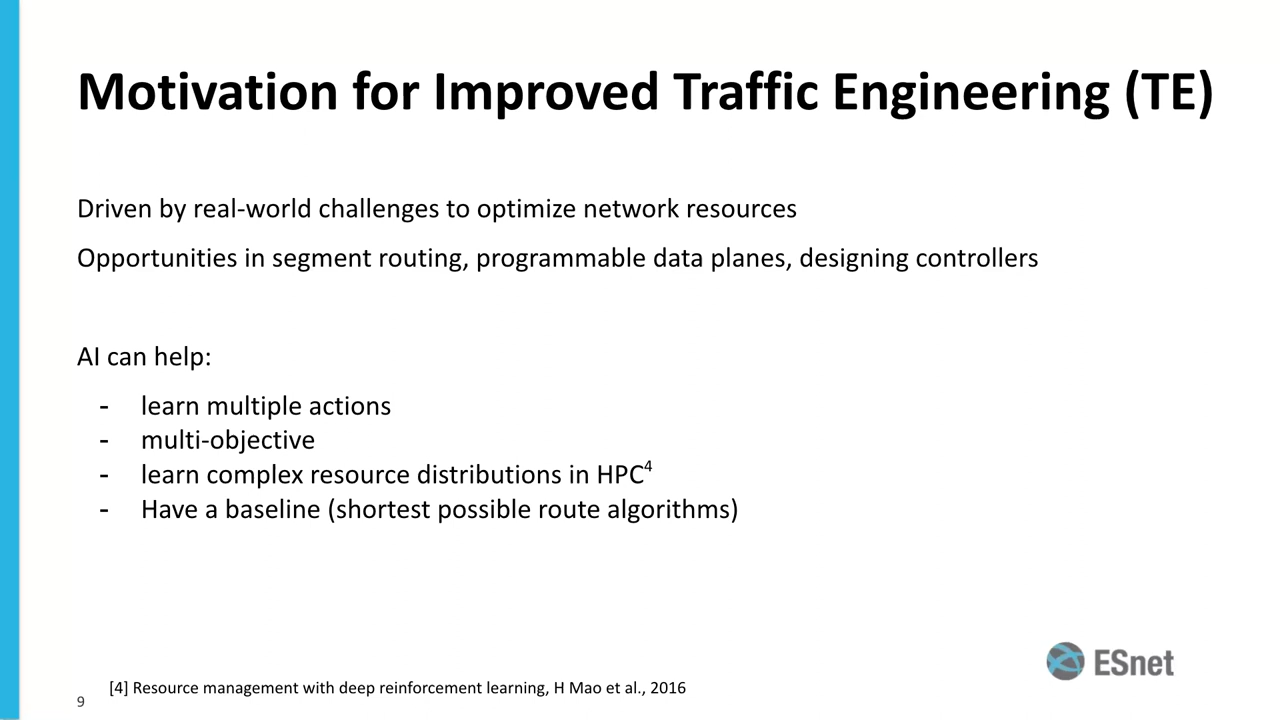 Motivation for Improved Traffic Engineering (TE)
Driven by real-world challenges to optimize network resources
Opportunities in segment routing, programmable data planes, designing controllers
AI can help:
- learn multiple actions
- multi-objective
- learn complex resource distributions in HPC⁴
- Have a baseline (shortest possible route algorithms)
ESnet
[4] Resource management with deep reinforcement learning, H Mao et al., 2016
9